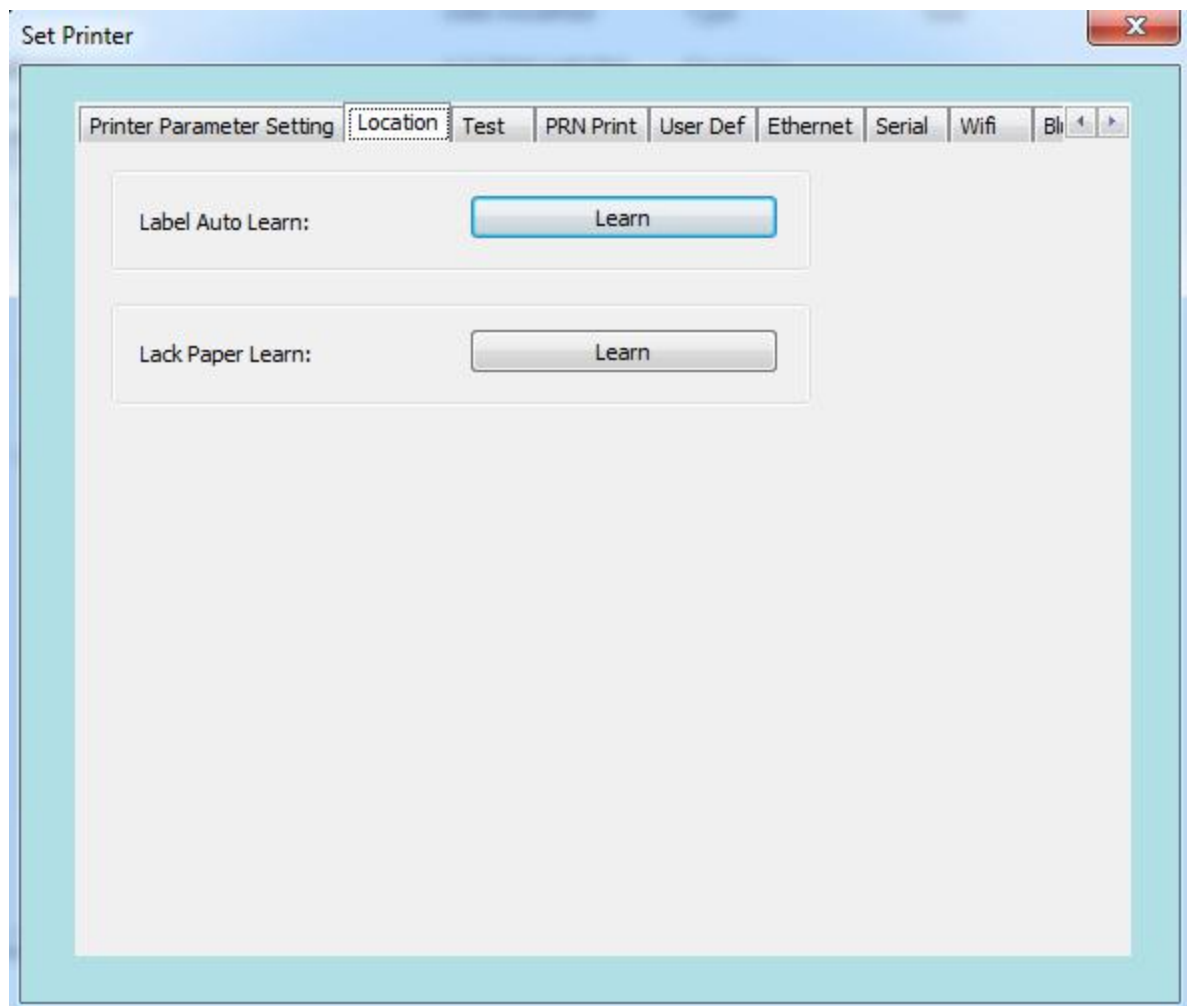 Set Printer
Printer Parameter Setting Location Test PRN Print User Def Ethernet Serial Wifi
Label Auto Learn: Learn
Lack Paper Learn: Learn